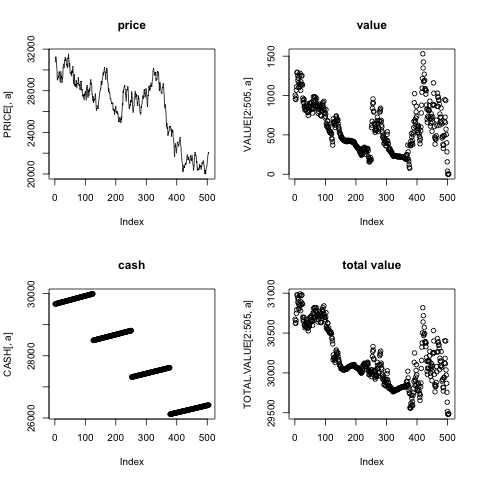 price
PRICE[, a]
20000 24000 28000 32000
0 100 200 300 400 500
Index
value
VALUE[2:505, a]
0 500 1000 1500
0 100 200 300 400 500
Index
cash
CASH[, a]
26000 28000 30000
0 100 200 300 400 500
Index
total value
TOTAL.VALUE[2:505, a]
29500 30000 30500 31000
0 100 200 300 400 500
Index